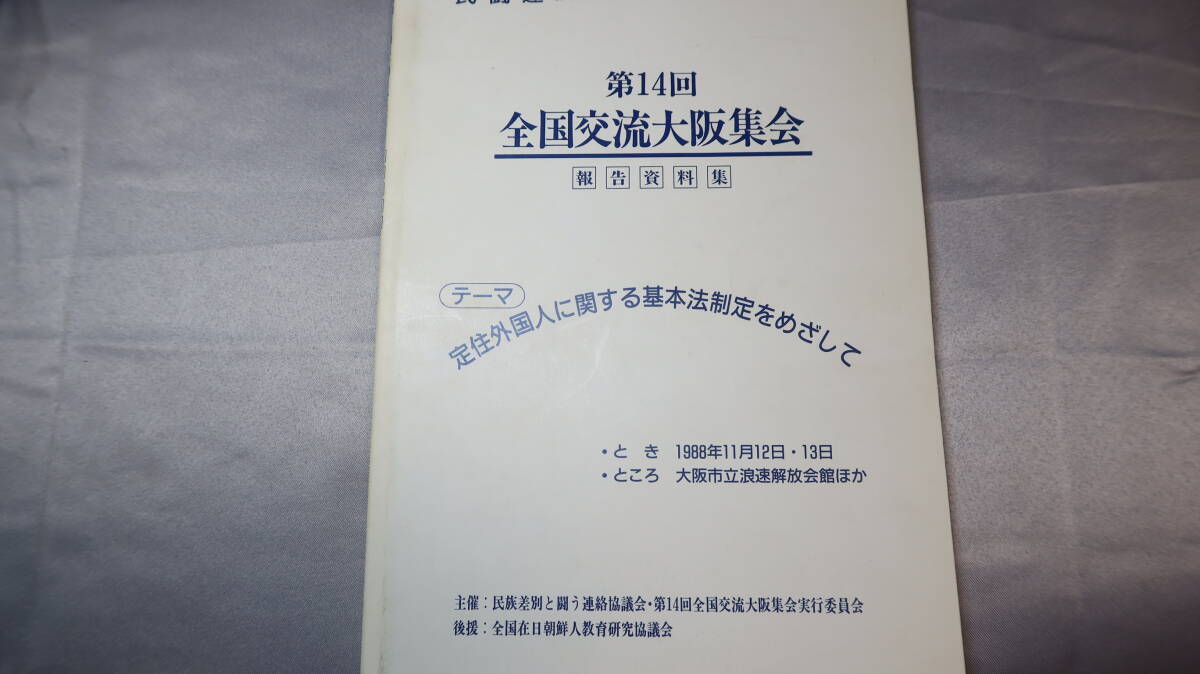 民闘連
第14回
全国交流大阪集会
報告資料集
テーマ
定住外国人に関する基本法制定をめざして
・とき 1988年11月12日・13日
・ところ 大阪市立浪速解放会館ほか
主催：民族差別と闘う連絡協議会・第14回全国交流大阪集会実行委員会
後援：全国在日朝鮮人教育研究協議会